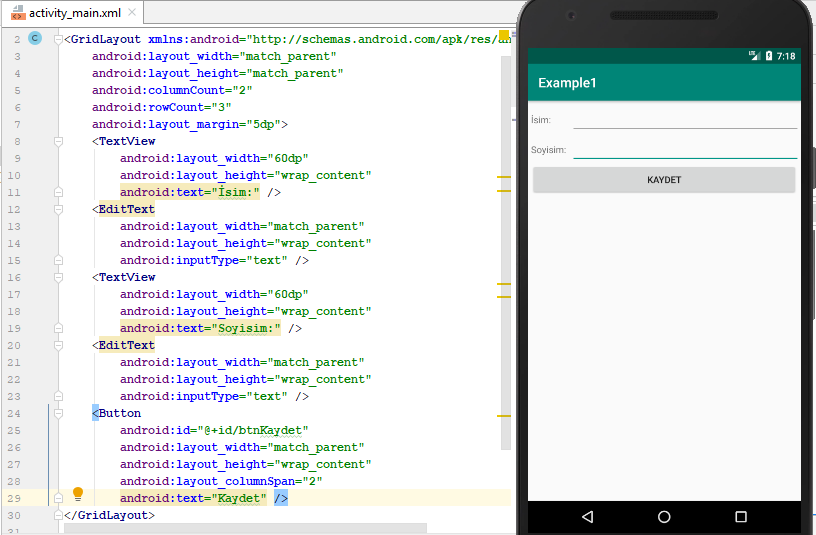 activity_main.xml
2 <GridLayout xmlns:android="http://schemas.android.com/apk/res/an
3 android:layout_width="match_parent"
4 android:layout_height="match_parent"
5 android:columnCount="2"
6 android:rowCount="3"
7 android:layout_margin="5dp">
8 <TextView
9 android:layout_width="60dp"
10 android:layout_height="wrap_content"
11 android:text="İsim:" />
12 <EditText
13 android:layout_width="match_parent"
14 android:layout_height="wrap_content"
15 android:inputType="text" />
16 <TextView
17 android:layout_width="60dp"
18 android:layout_height="wrap_content"
19 android:text="Soyisim:" />
20 <EditText
21 android:layout_width="match_parent"
22 android:layout_height="wrap_content"
23 android:inputType="text" />
24 <Button
25 android:id="@+id/btnKaydet"
26 android:layout_width="match_parent"
27 android:layout_height="wrap_content"
28 android:layout_columnSpan="2"
29 android:text="Kaydet" />
30 </GridLayout>
31
C
LTE 7:18
Example1
İsim:
Soyisim:
KAYDET